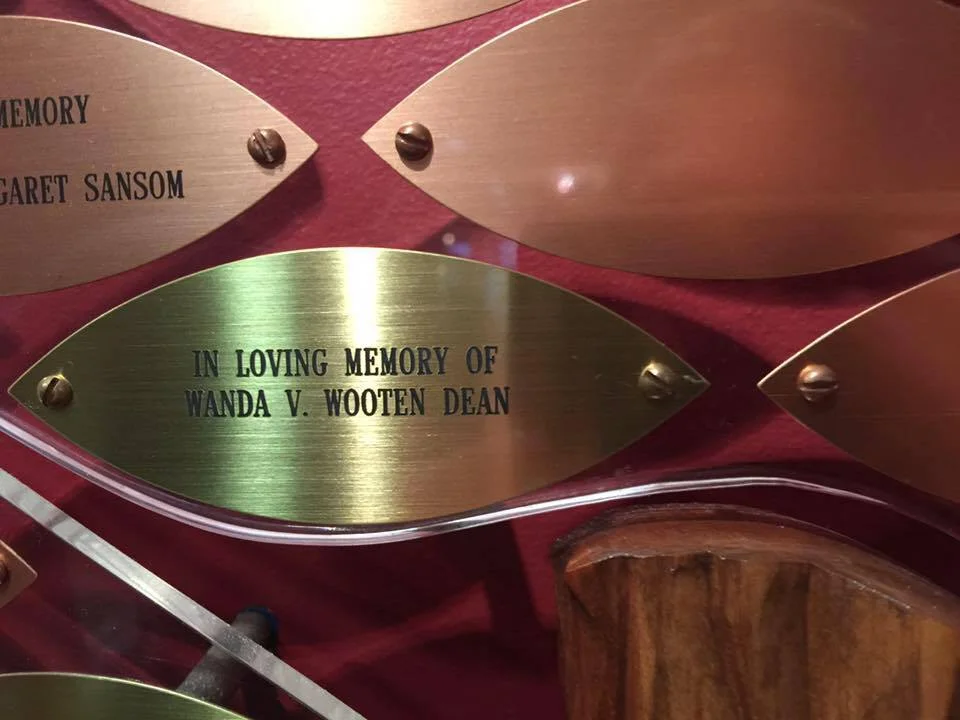 MEMORY
GARET SANSOM
IN LOVING MEMORY OF
WANDA V. WOOTEN DEAN